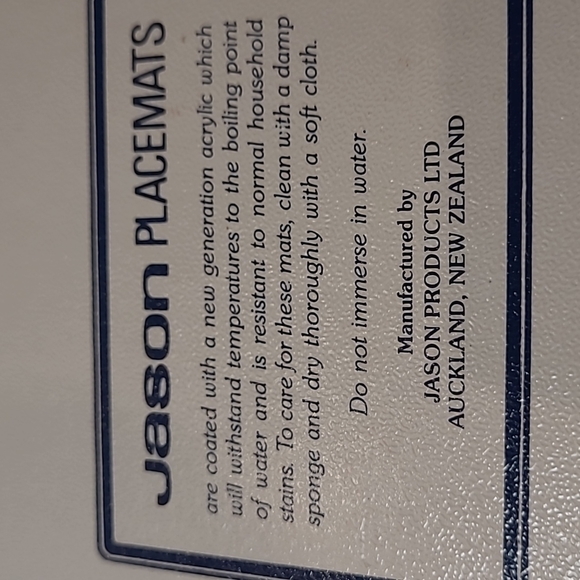 Jason PLACEMATS
are coated with a new generation acrylic which
will withstand temperatures to the boiling point
of water and is resistant to normal household
stains. To care for these mats, clean with a damp
sponge and dry thoroughly with a soft cloth.
Do not immerse in water.
Manufactured by
JASON PRODUCTS LTD
AUCKLAND, NEW ZEALAND